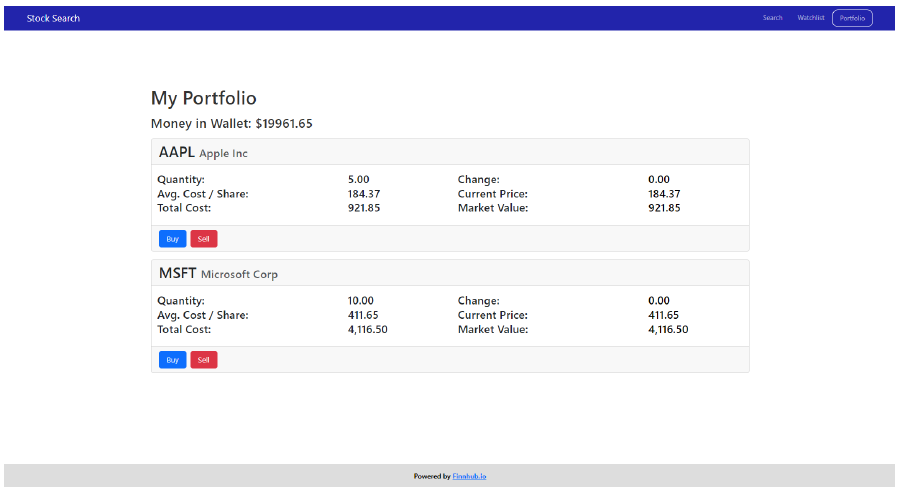 Stock Search Search Watchlist Portfolio
My Portfolio
Money in Wallet: $19961.65
AAPL Apple Inc
Quantity: 5.00 Change: 0.00
Avg. Cost / Share: 184.37 Current Price: 184.37
Total Cost: 921.85 Market Value: 921.85
Buy Sell
MSFT Microsoft Corp
Quantity: 10.00 Change: 0.00
Avg. Cost / Share: 411.65 Current Price: 411.65
Total Cost: 4,116.50 Market Value: 4,116.50
Buy Sell
Powered by Finnhub.io